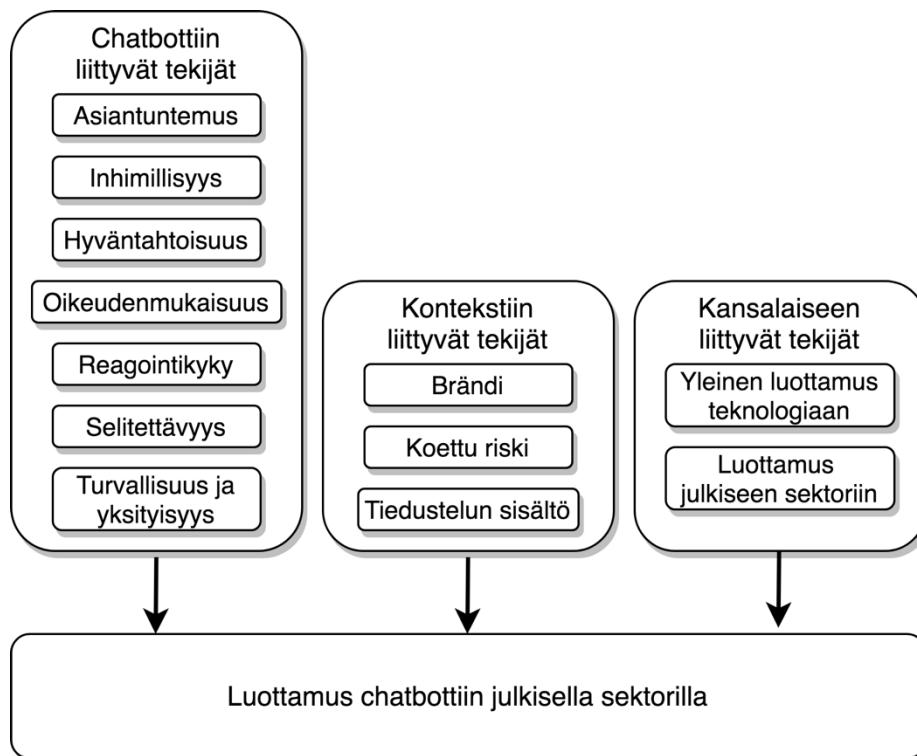 Chatbottiin
liittyvät tekijät
Asiantuntemus
Inhimillisyys
Hyväntahtoisuus
Oikeudenmukaisuus
Reagointikyky
Selitettävyys
Turvallisuus ja
yksityisyys
Kontekstiin
liittyvät tekijät
Brändi
Koettu riski
Tiedustelun sisältö
Kansalaiseen
liittyvät tekijät
Yleinen luottamus
teknologiaan
Luottamus
julkiseen sektoriin
Luottamus chatbottiin julkisella sektorilla